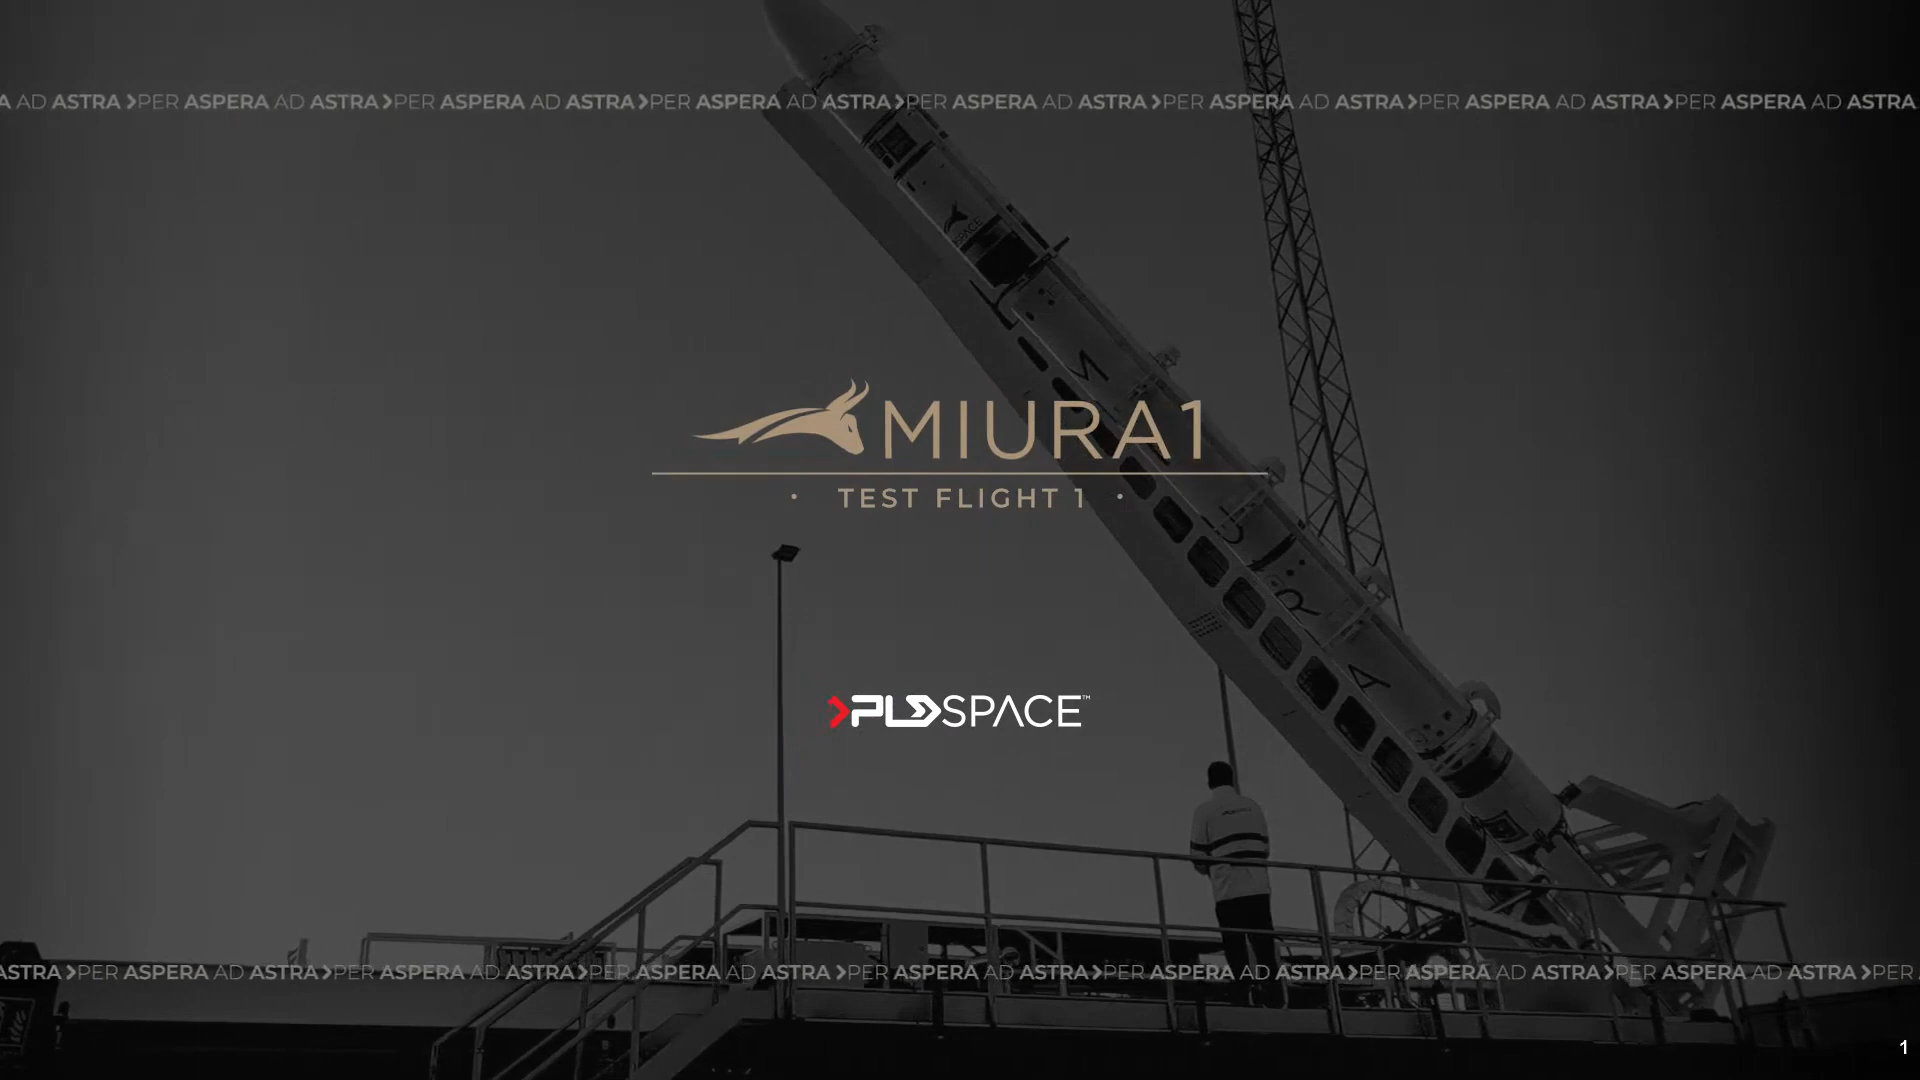 A AD ASTRA PER ASPERA AD ASTRA PER ASPERA AD ASTRA PER ASPERA AD ASTRA PER ASPERA AD ASTRA PER ASPERA AD ASTRA PER ASPERA AD ASTRA PER ASPERA AD ASTRA
SPACE
MIURA1
TEST FLIGHT 1
M
U
R
A
PLD SPACE™
ASTRA PER ASPERA AD ASTRA PER ASPERA AD ASTRA PER ASPERA AD ASTRA PER ASPERA AD ASTRA PER ASPERA AD ASTRA PER ASPERA AD ASTRA PER ASPERA AD ASTRA PER
1